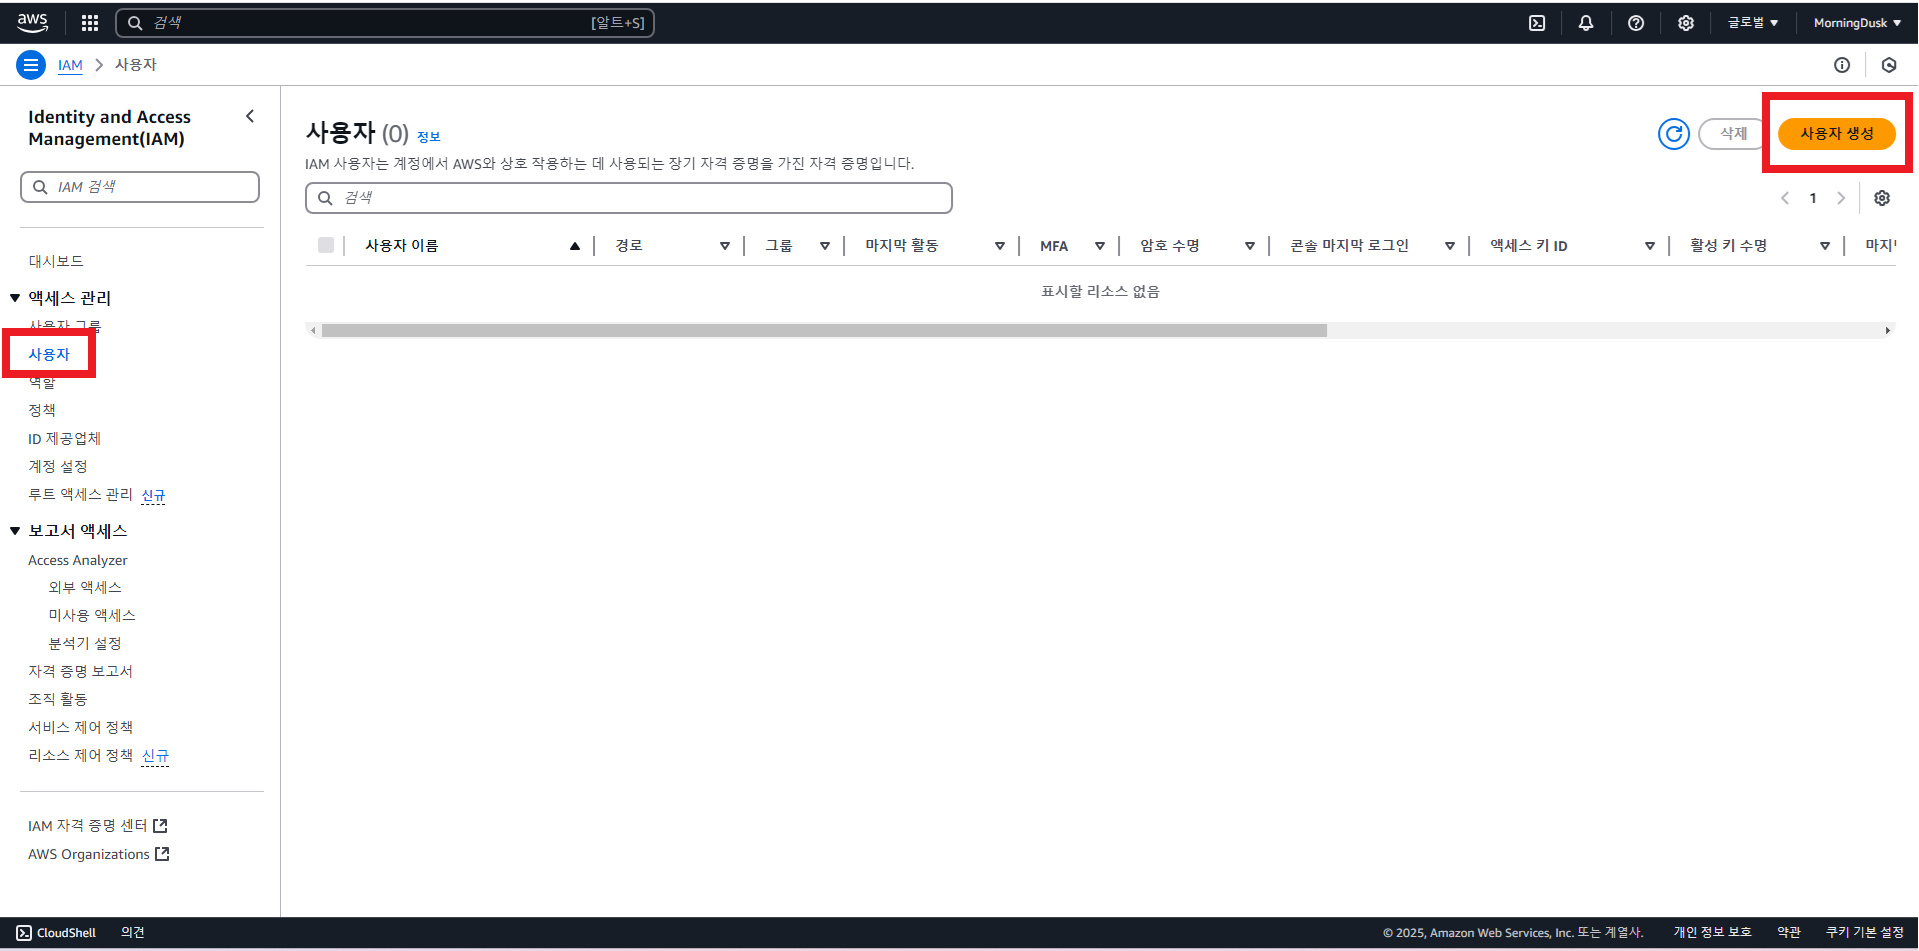 aws
검색
[알트+S]
글로벌
MorningDusk
IAM
사용자
Identity and Access
Management(IAM)
IAM 검색
대시보드
액세스 관리
사용자 그룹
사용자
역할
정책
ID 제공업체
계정 설정
루트 액세스 관리 신규
보고서 액세스
Access Analyzer
외부 액세스
미사용 액세스
분석기 설정
자격 증명 보고서
조직 활동
서비스 제어 정책
리소스 제어 정책 신규
IAM 자격 증명 센터
AWS Organizations
사용자 (0) 정보
삭제
사용자 생성
IAM 사용자는 계정에서 AWS와 상호 작용하는 데 사용되는 장기 자격 증명을 가진 자격 증명입니다.
검색
1
사용자 이름 경로 그룹 마지막 활동 MFA 암호 수명 콘솔 마지막 로그인 액세스 키 ID 활성 키 수명
표시할 리소스 없음
CloudShell 의견
© 2025, Amazon Web Services, Inc. 또는 계열사. 개인 정보 보호 약관 쿠키 기본 설정